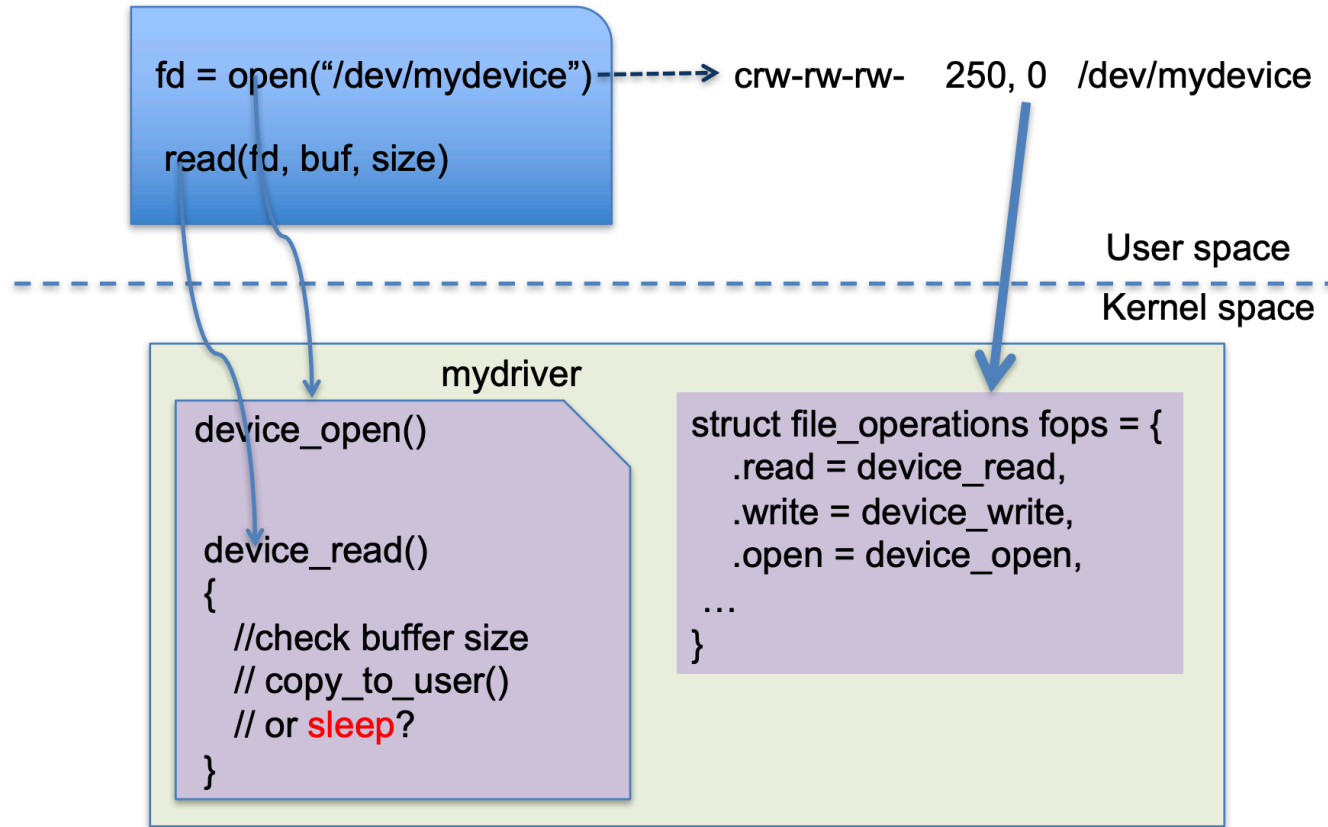 fd = open(“/dev/mydevice”)
crw-rw-rw- 250, 0 /dev/mydevice
read(fd, buf, size)
User space
Kernel space
mydriver
device_open()
device_read()
{
//check buffer size
// copy_to_user()
// or sleep?
}
struct file_operations fops = {
.read = device_read,
.write = device_write,
.open = device_open,
…
}